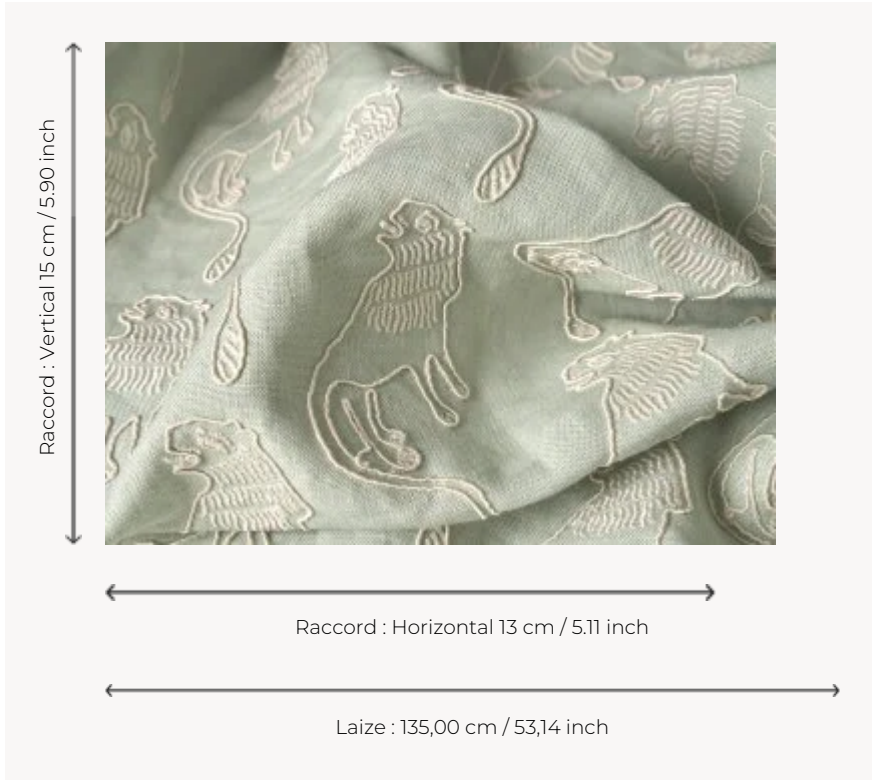 Raccord : Vertical 15 cm / 5.90 inch
Raccord : Horizontal 13 cm / 5.11 inch
Laize : 135,00 cm / 53,14 inch